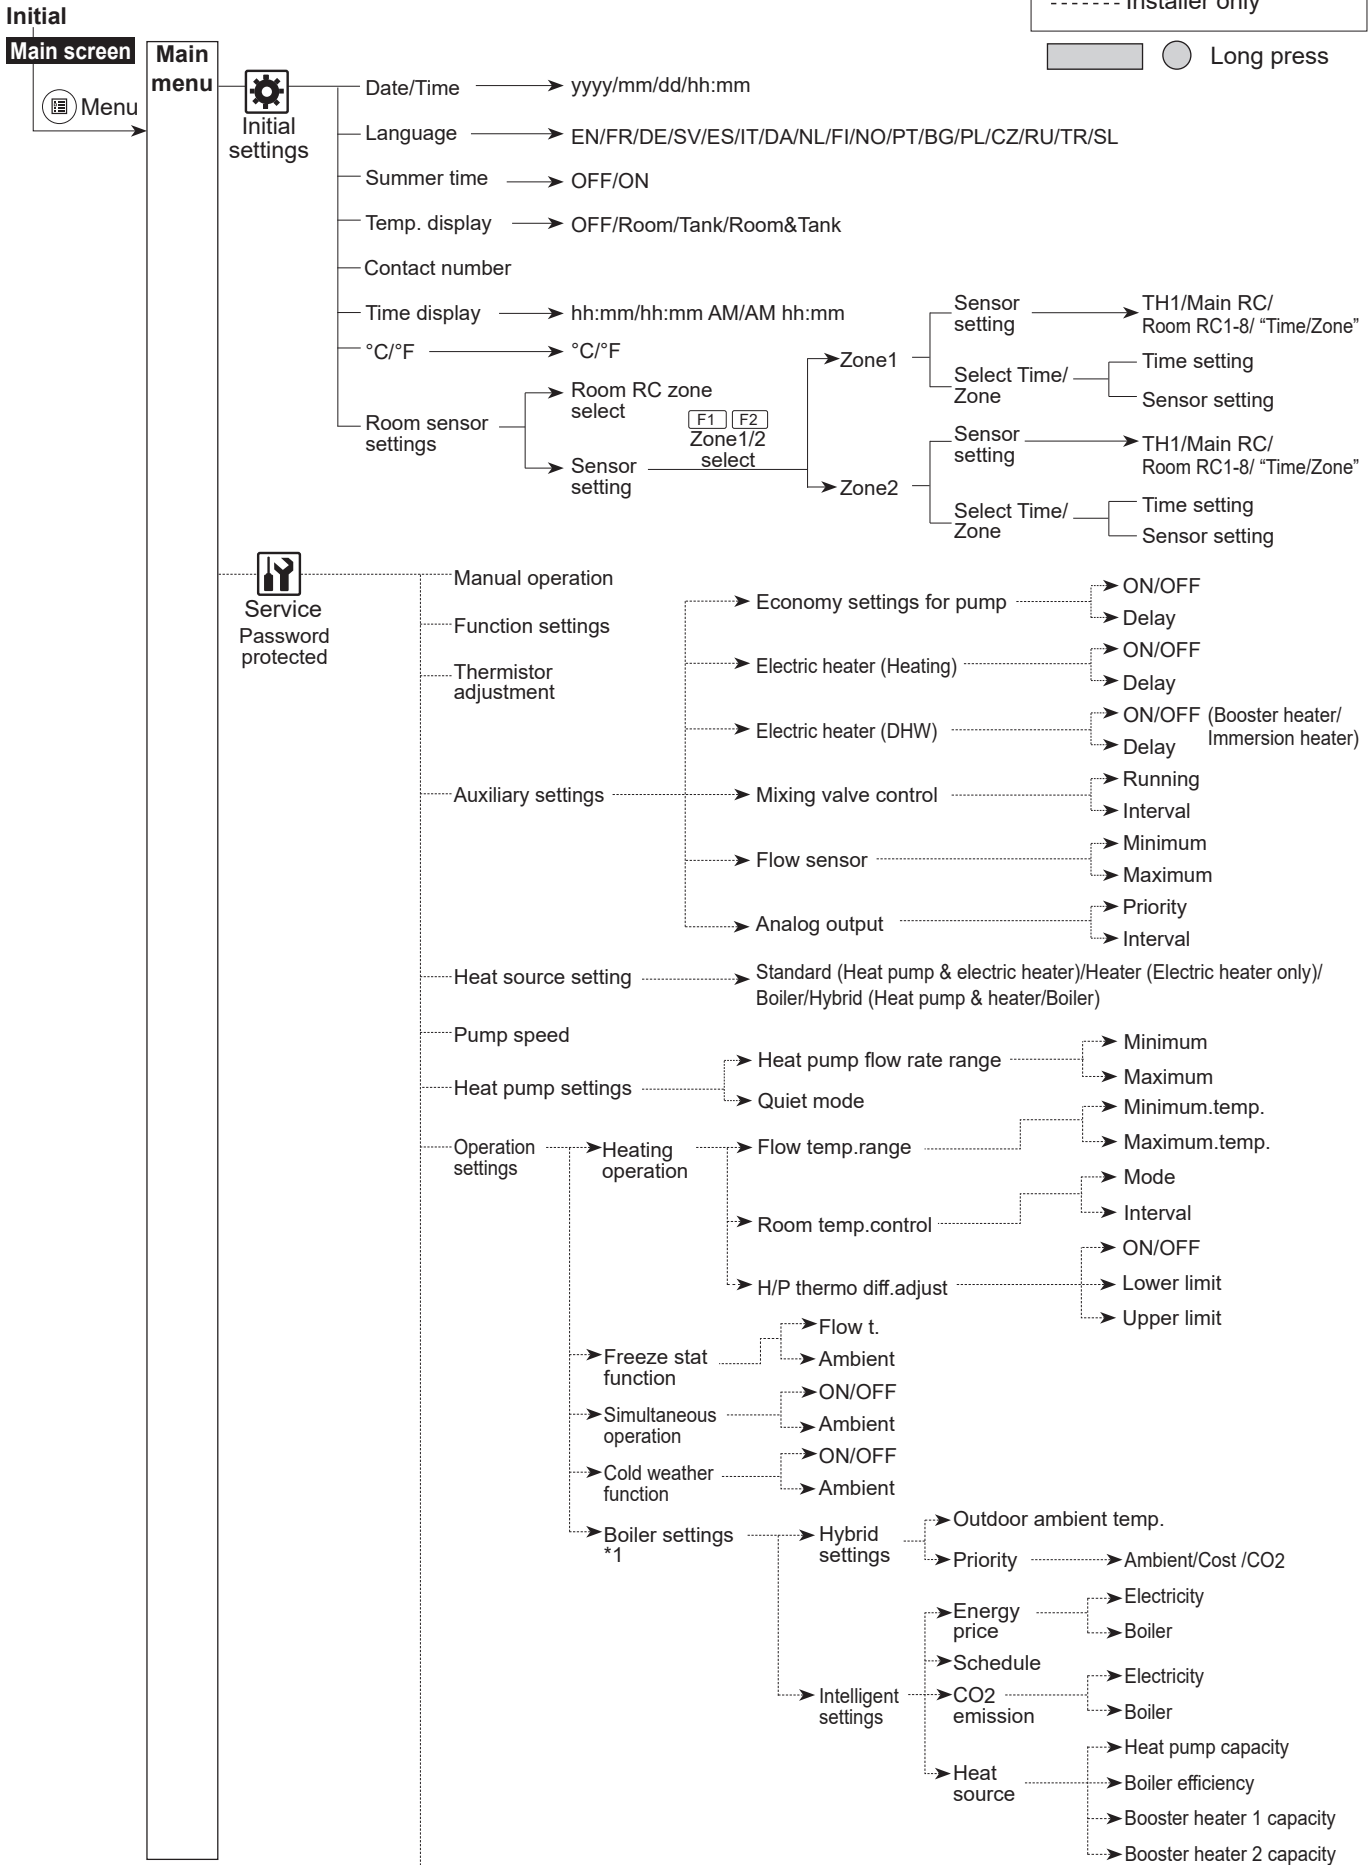 Installer only
Long press
Initial
Main screen
Menu
Main
menu
Initial
settings
Date/Time
yyyy/mm/dd/hh:mm
Language
EN/FR/DE/SV/ES/IT/DA/NL/FI/NO/PT/BG/PL/CZ/RU/TR/SL
Summer time
OFF/ON
Temp. display
OFF/Room/Tank/Room&Tank
Contact number
Time display
hh:mm/hh:mm AM/AM hh:mm
°C/°F
°C/°F
Room sensor
settings
Room RC zone
select
Sensor
setting
F1 F2
Zone1/2
select
Zone1
Sensor
setting
TH1/Main RC/
Room RC1-8/ “Time/Zone”
Select Time/
Zone
Time setting
Sensor setting
Zone2
Sensor
setting
TH1/Main RC/
Room RC1-8/ “Time/Zone”
Select Time/
Zone
Time setting
Sensor setting
Service
Password
protected
Manual operation
Function settings
Thermistor
adjustment
Auxiliary settings
Economy settings for pump
ON/OFF
Delay
Electric heater (Heating)
ON/OFF
Delay
Electric heater (DHW)
ON/OFF (Booster heater/
Immersion heater)
Delay
Mixing valve control
Running
Interval
Flow sensor
Minimum
Maximum
Analog output
Priority
Interval
Heat source setting
Standard (Heat pump & electric heater)/Heater (Electric heater only)/
Boiler/Hybrid (Heat pump & heater/Boiler)
Pump speed
Heat pump settings
Heat pump flow rate range
Minimum
Maximum
Quiet mode
Operation
settings
Heating
operation
Flow temp.range
Minimum.temp.
Maximum.temp.
Room temp.control
Mode
Interval
H/P thermo diff.adjust
ON/OFF
Lower limit
Upper limit
Freeze stat
function
Flow t.
Ambient
Simultaneous
operation
ON/OFF
Ambient
Cold weather
function
ON/OFF
Ambient
Boiler settings
*1
Hybrid
settings
Outdoor ambient temp.
Priority
Ambient/Cost /CO2
Intelligent
settings
Energy
price
Electricity
Boiler
Schedule
CO2
emission
Electricity
Boiler
Heat
source
Heat pump capacity
Boiler efficiency
Booster heater 1 capacity
Booster heater 2 capacity